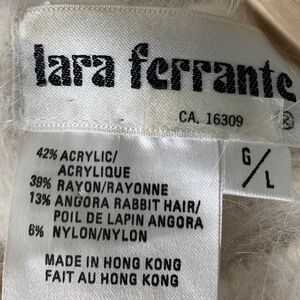 lara ferrante
CA. 16309 ®
G/L
42% ACRYLIC/
ACRYLIQUE
39% RAYON/RAYONNE
13% ANGORA RABBIT HAIR/
POIL DE LAPIN ANGORA
6% NYLON/NYLON
MADE IN HONG KONG
FAIT AU HONG KONG